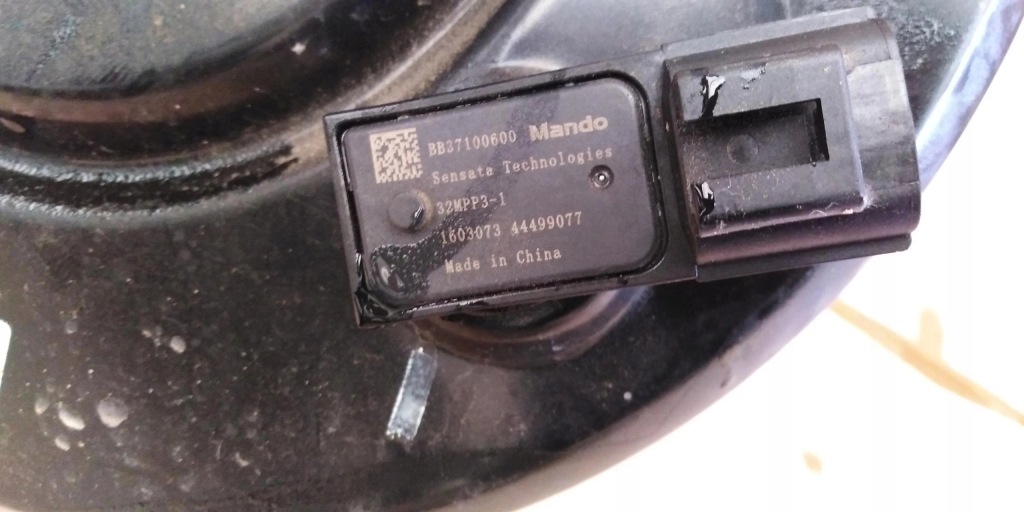 BB37100600 Mando
Sensata Technologies
32MPP3-1
1603073 44499077
Made in China